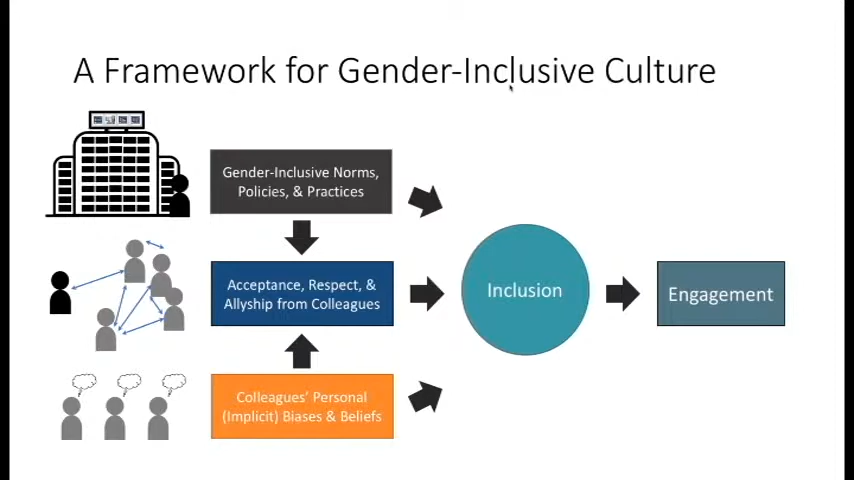 A Framework for Gender-Inclusive Culture
Gender-Inclusive Norms,
Policies, & Practices
Acceptance, Respect, &
Allyship from Colleagues
Colleagues' Personal
(Implicit) Biases & Beliefs
Inclusion
Engagement